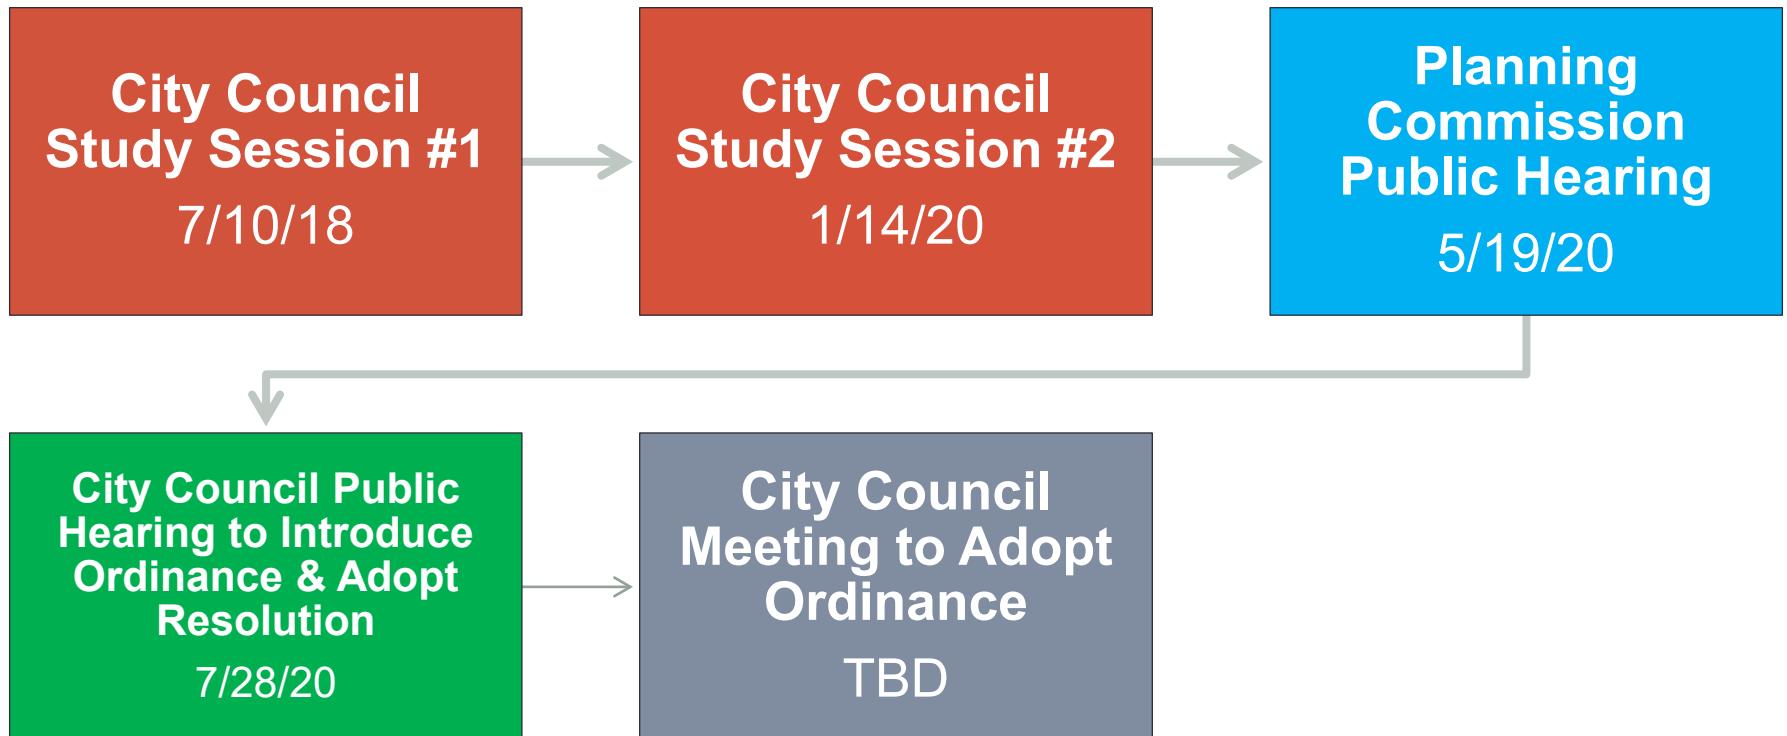 City Council
Study Session #1
7/10/18
City Council
Study Session #2
1/14/20
Planning
Commission
Public Hearing
5/19/20
City Council Public
Hearing to Introduce
Ordinance & Adopt
Resolution
7/28/20
City Council
Meeting to Adopt
Ordinance
TBD